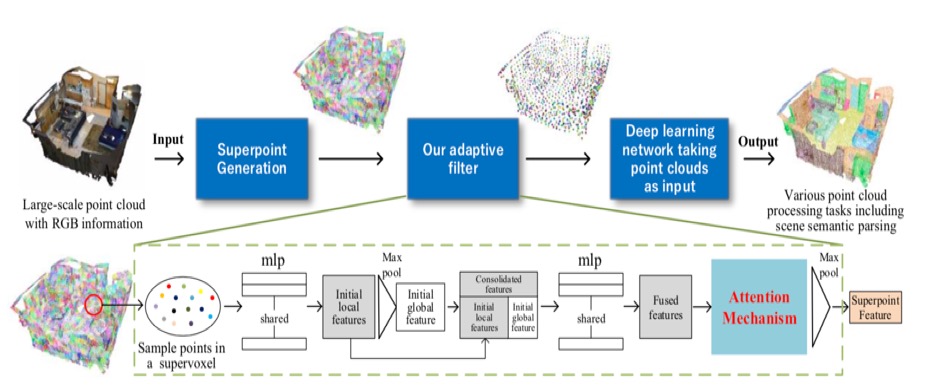 Input
Superpoint
Generation
Our adaptive
filter
Deep learning
network taking
point clouds
as input
Output
Large-scale point cloud
with RGB information
Various point cloud
processing tasks including
scene semantic parsing
Sample points in
a supervoxel
mlp
shared
Initial
local
features
Max
pool
Initial
global
feature
Consolidated
features
Initial
local
features
Initial
global
feature
mlp
shared
Fused
features
Attention
Mechanism
Max
pool
Superpoint
Feature